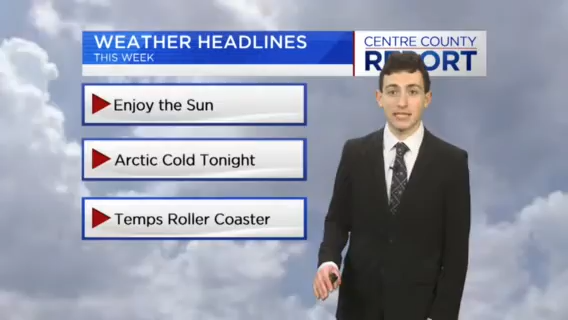 WEATHER HEADLINES
THIS WEEK
CENTRE COUNTY
REPORT
Enjoy the Sun
Arctic Cold Tonight
Temps Roller Coaster